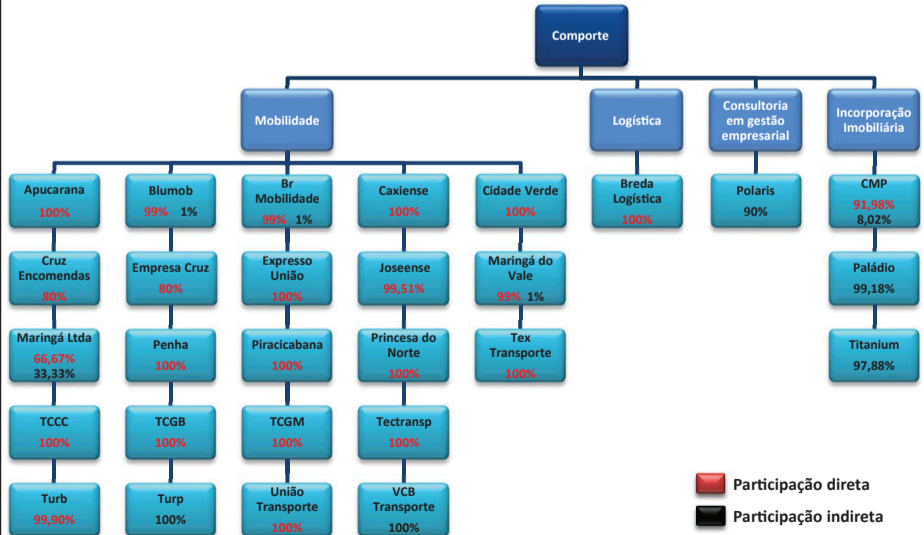 Comporte
Mobilidade
Logística
Consultoria
em gestão
empresarial
Incorporação
Imobiliária
Apucarana
100%
Blumob
99% 1%
Br
Mobilidade
99% 1%
Caxiense
100%
Cidade Verde
100%
Breda
Logística
100%
Polaris
90%
CMP
91,98%
8,02%
Cruz
Encomendas
80%
Empresa Cruz
80%
Expresso
União
100%
Joseense
99,51%
Maringá do
Vale
99% 1%
Paládio
99,18%
Maringá Ltda
66,67%
33,33%
Penha
100%
Piracicabana
100%
Princesa do
Norte
100%
Tex
Transporte
100%
Titanium
97,88%
TCCC
100%
TCGB
100%
TCGM
100%
Tectransp
100%
Turb
99,90%
Turp
100%
União
Transporte
100%
VCB
Transporte
100%
Participação direta
Participação indireta